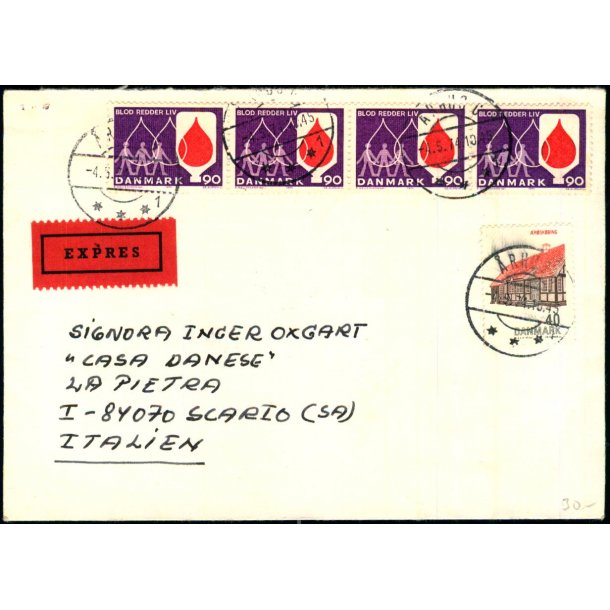 BLOD REDDER LIV BLOD REDDER LIV BLOD REDDER LIV BLOD REDDER LIV
DANMARK 90 DANMARK 90 DANMARK 90 DANMARK 90
EXPRES
40
DANMARK
SIGNORA INGER OXGART
"CASA DANESE"
LA PIETRA
I-84070 SCARIO (SA)
ITALIEN
30-